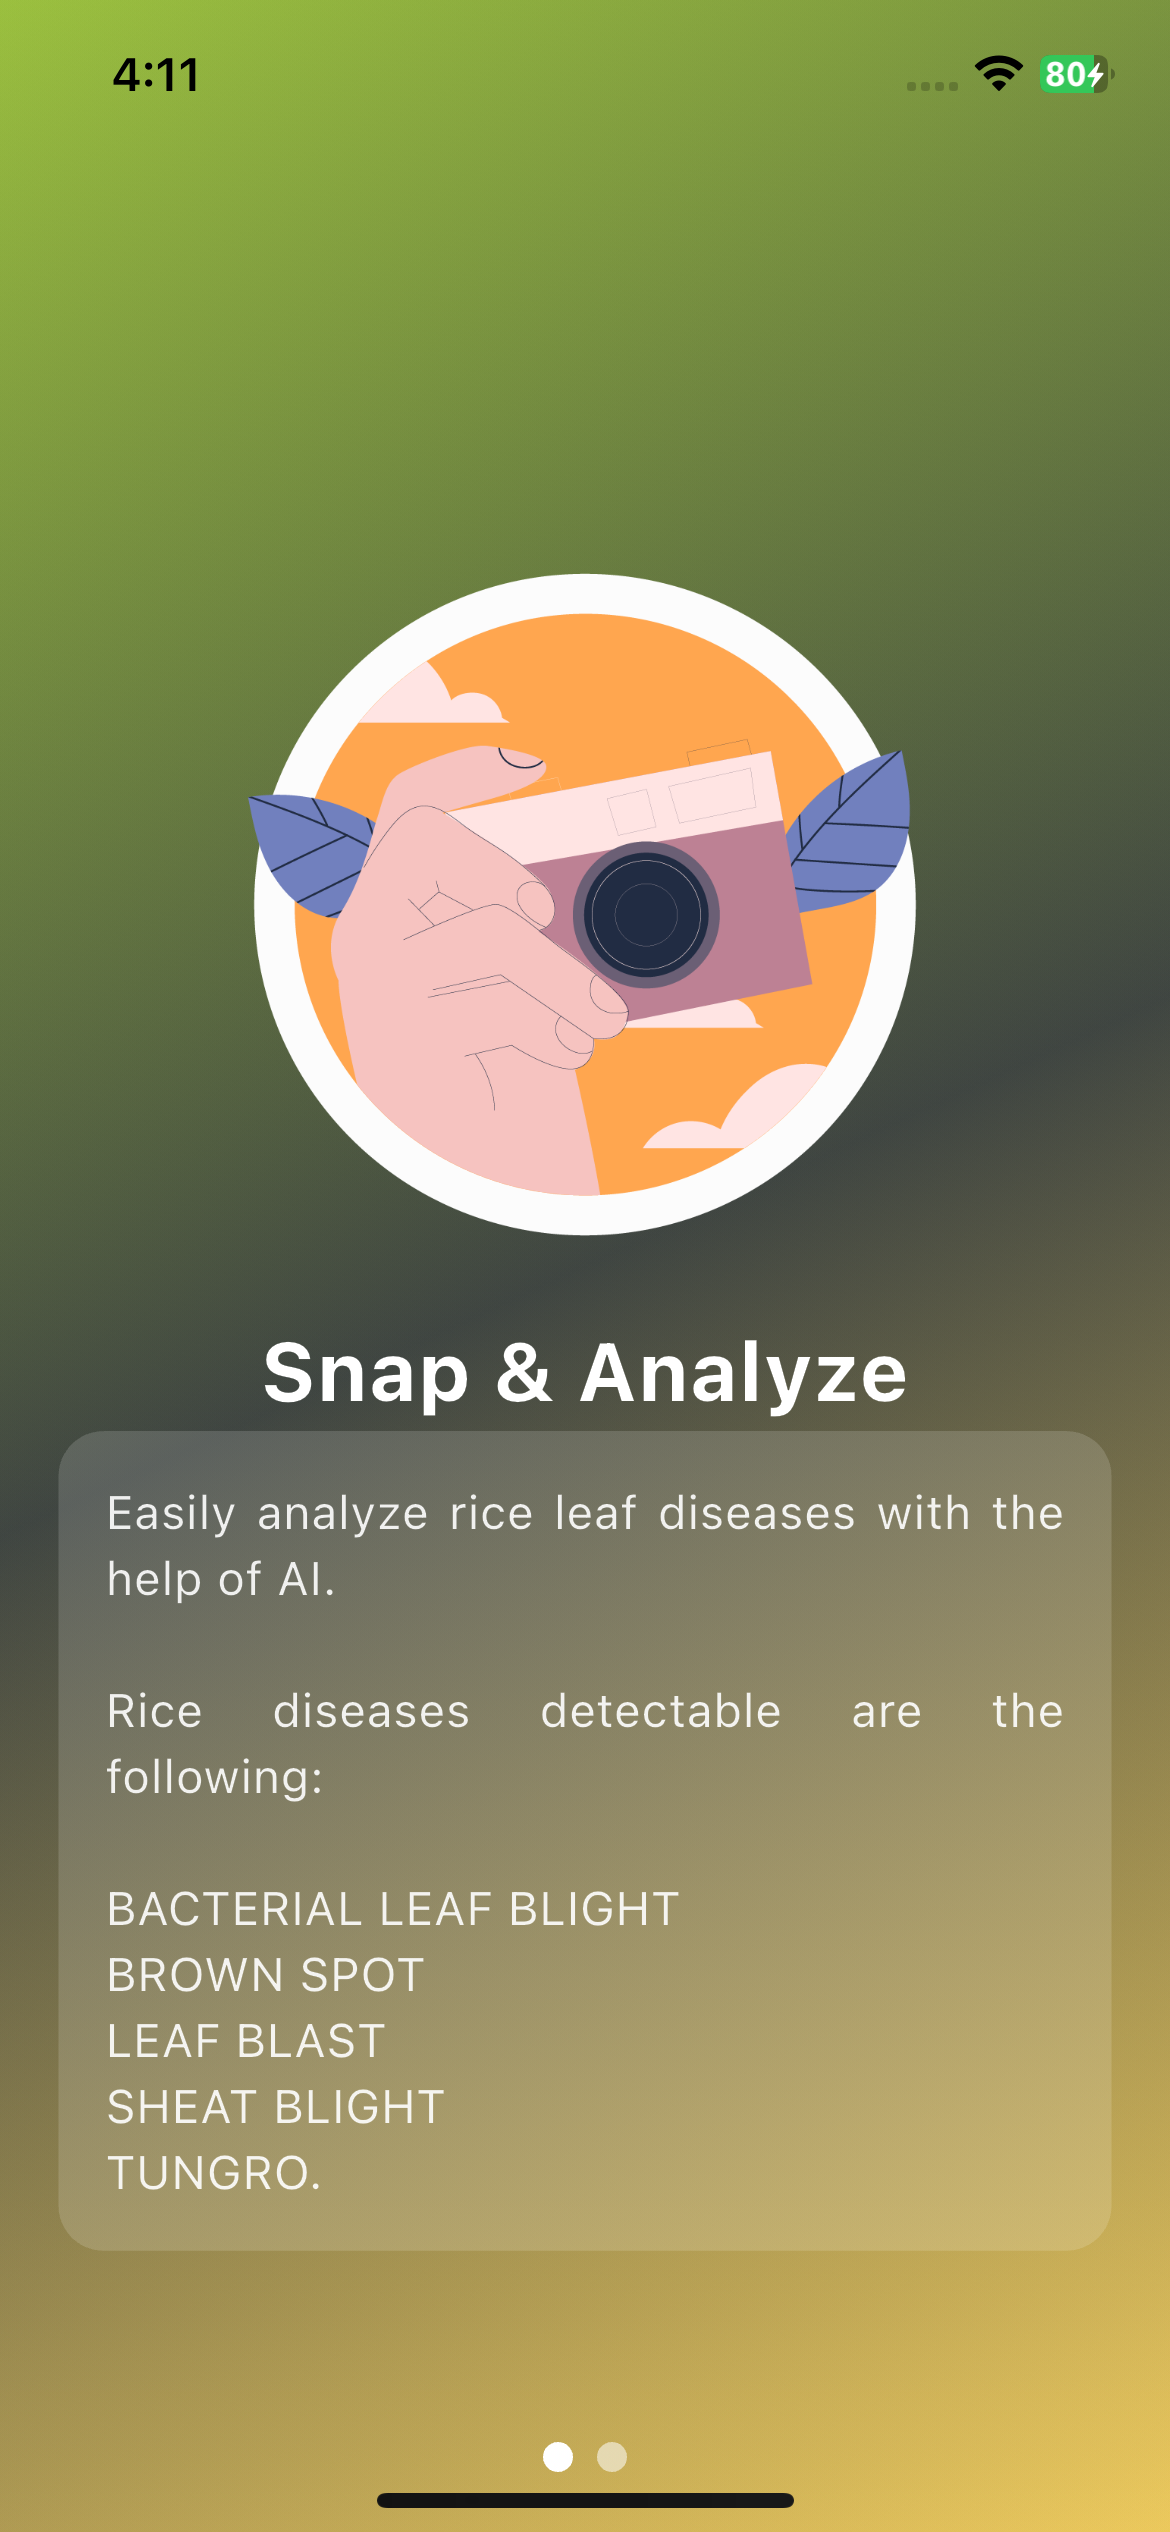 4:11
80
Snap & Analyze
Easily analyze rice leaf diseases with the
help of AI.
Rice diseases detectable are the
following:
BACTERIAL LEAF BLIGHT
BROWN SPOT
LEAF BLAST
SHEAT BLIGHT
TUNGRO.